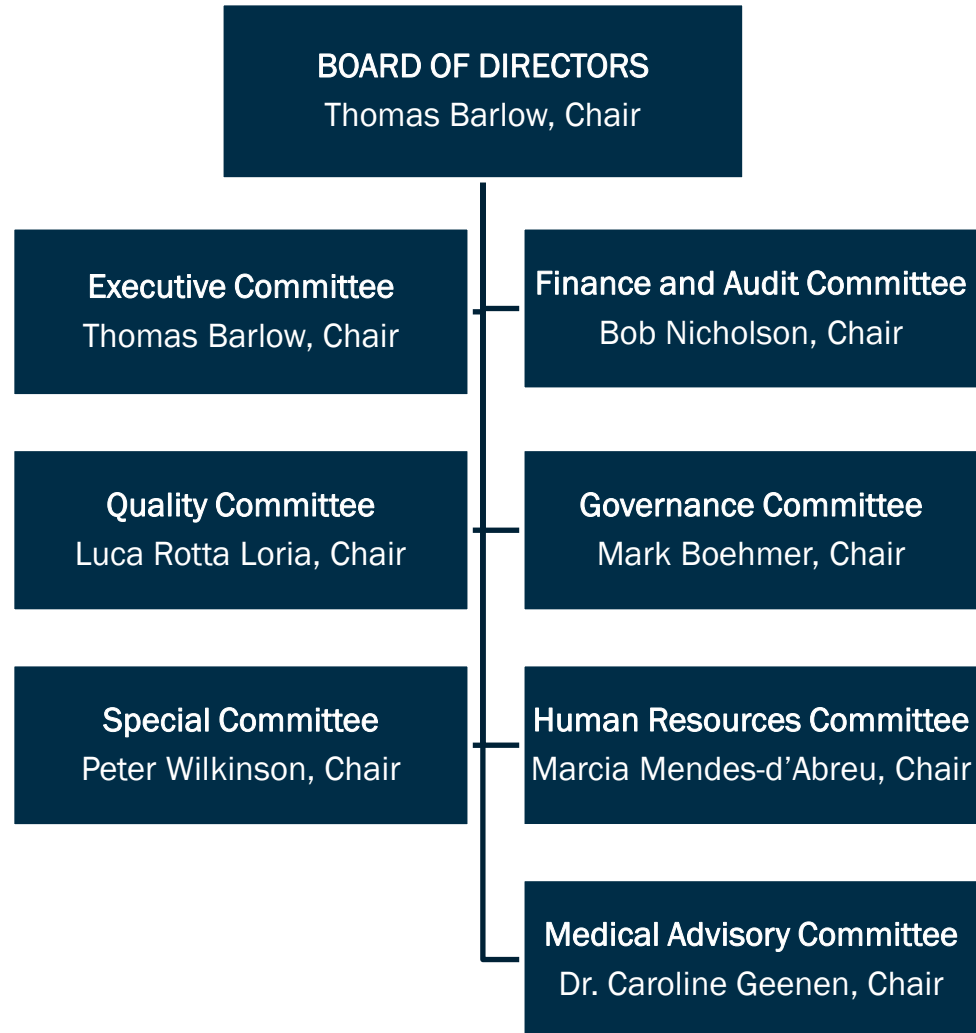 BOARD OF DIRECTORS
Thomas Barlow, Chair
Executive Committee
Thomas Barlow, Chair
Finance and Audit Committee
Bob Nicholson, Chair
Quality Committee
Luca Rotta Loria, Chair
Governance Committee
Mark Boehmer, Chair
Special Committee
Peter Wilkinson, Chair
Human Resources Committee
Marcia Mendes-d’Abreu, Chair
Medical Advisory Committee
Dr. Caroline Geenen, Chair